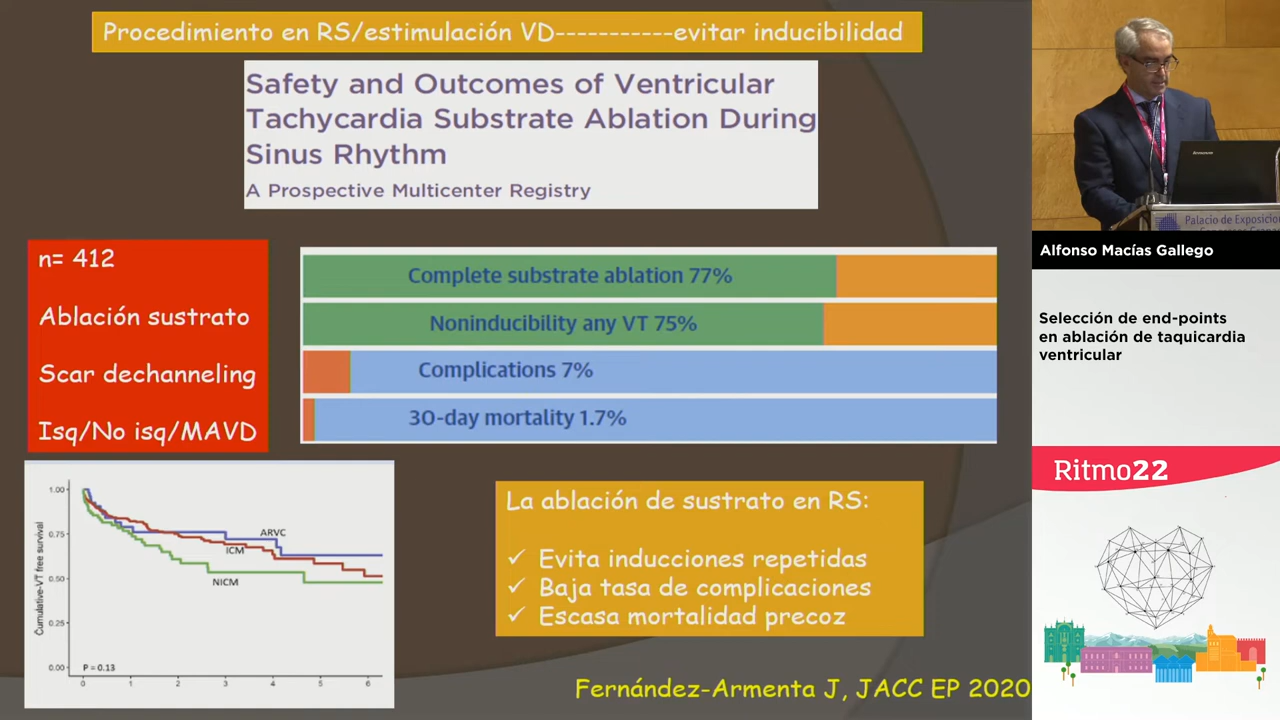 Procedimiento en RS/estimulación VD-----------evitar inducibilidad
Safety and Outcomes of Ventricular
Tachycardia Substrate Ablation During
Sinus Rhythm
A Prospective Multicenter Registry
n= 412
Ablación sustrato
Scar dechanneling
Isq/No isq/MAVD
Complete substrate ablation 77%
Noninducibility any VT 75%
Complications 7%
30-day mortality 1.7%
Cumulative-VT free survival
1.00
0.75
0.50
0.25
0.00
ARVC
ICM
NICM
P = 0.13
0 1 2 3 4 5 6
La ablación de sustrato en RS:
✓ Evita inducciones repetidas
✓ Baja tasa de complicaciones
✓ Escasa mortalidad precoz
Fernández-Armenta J, JACC EP 2020
Lenovo
Palacio de Exposicion
Alfonso Macías Gallego
Selección de end-points
en ablación de taquicardia
ventricular
Ritmo22